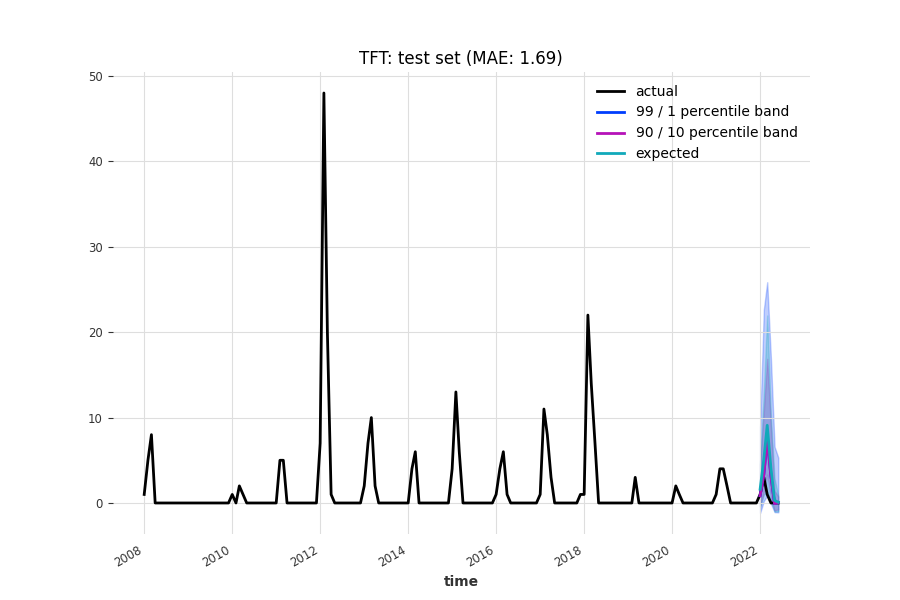 TFT: test set (MAE: 1.69)
actual
99 / 1 percentile band
90 / 10 percentile band
expected
50
40
30
20
10
0
2008
2010
2012
2014
2016
2018
2020
2022
time